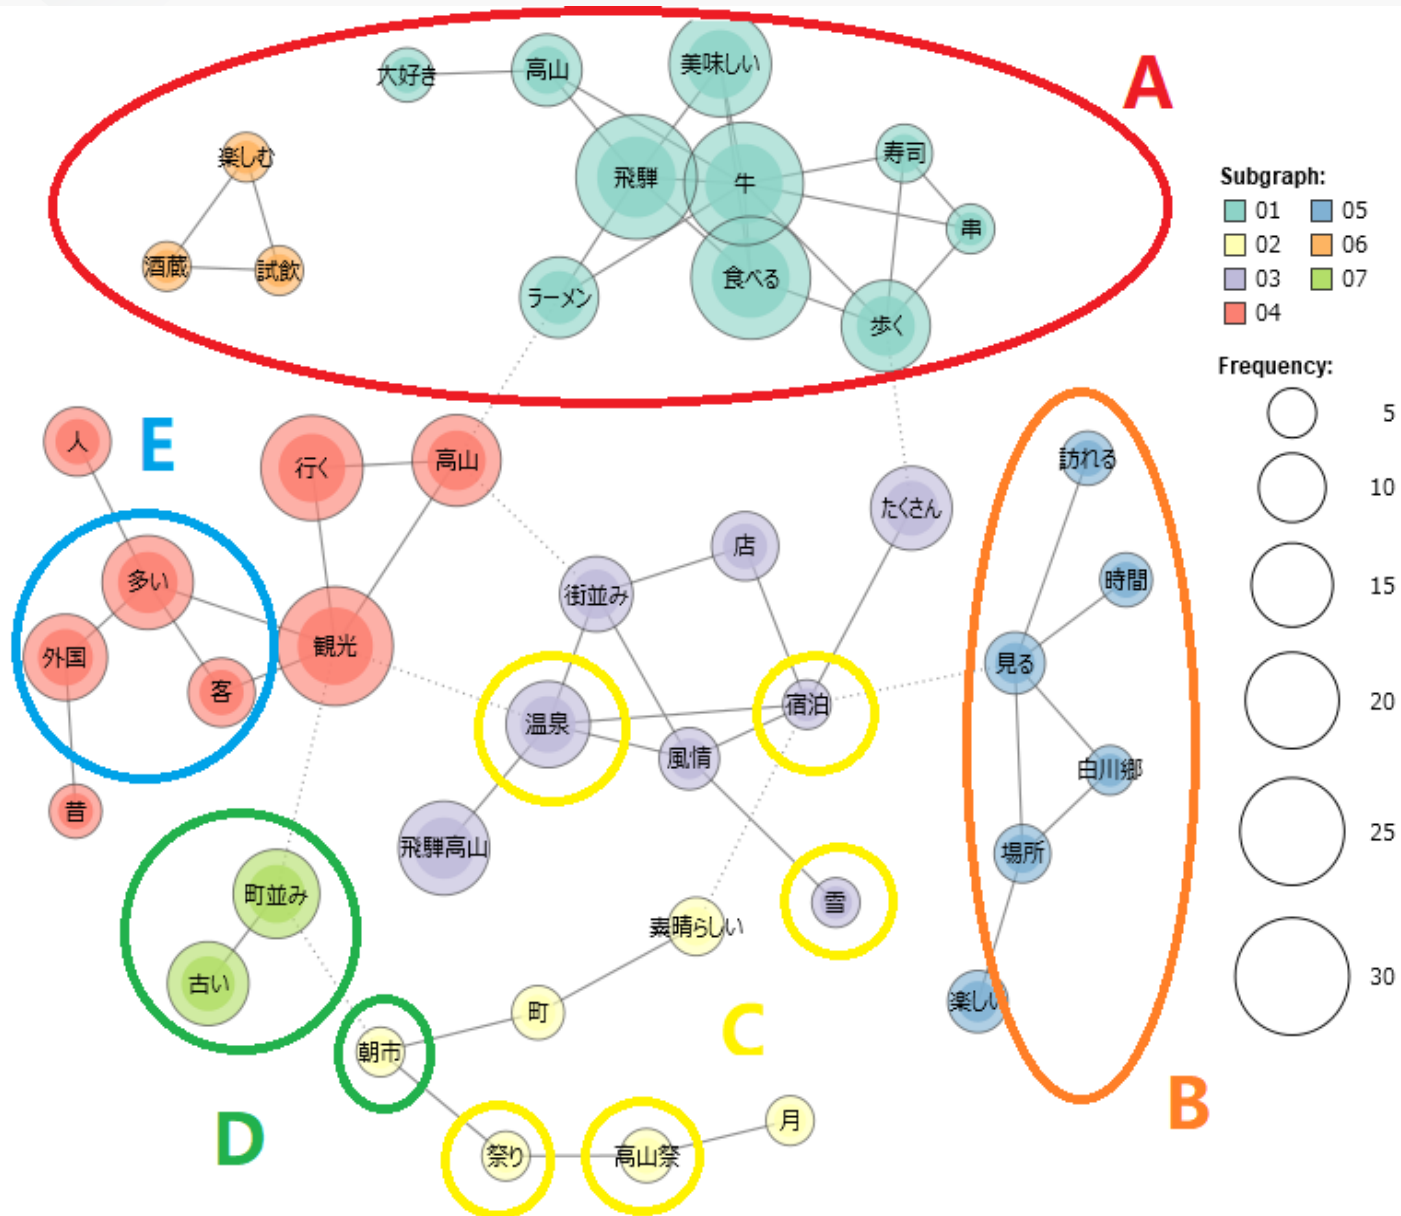 A
大好き
高山
美味しい
飛騨
牛
寿司
串
楽しむ
酒蔵
試飲
ラーメン
食べる
歩く
Subgraph:
01 05
02 06
03 07
04
Frequency:
5
10
15
20
25
30
E
人
行く
高山
多い
外国
客
観光
昔
たくさん
店
街並み
温泉
宿泊
風情
飛騨高山
雪
訪れる
時間
見る
白川郷
場所
楽しい
B
町並み
古い
D
素晴らしい
町
朝市
C
祭り
高山祭
月